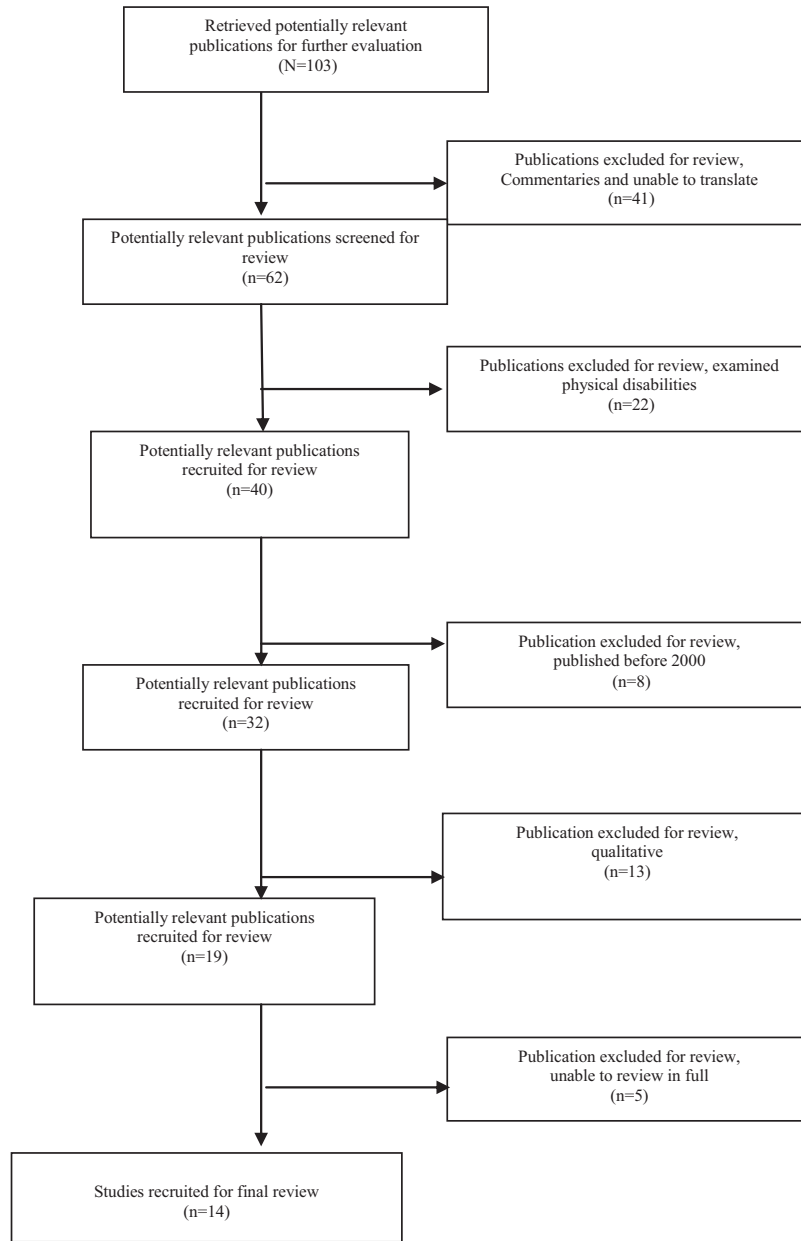 Retrieved potentially relevant
publications for further evaluation
(N=103)
Publications excluded for review,
Commentaries and unable to translate
(n=41)
Potentially relevant publications screened for
review
(n=62)
Publications excluded for review, examined
physical disabilities
(n=22)
Potentially relevant publications
recruited for review
(n=40)
Publication excluded for review,
published before 2000
(n=8)
Potentially relevant publications
recruited for review
(n=32)
Publication excluded for review,
qualitative
(n=13)
Potentially relevant publications
recruited for review
(n=19)
Publication excluded for review,
unable to review in full
(n=5)
Studies recruited for final review
(n=14)